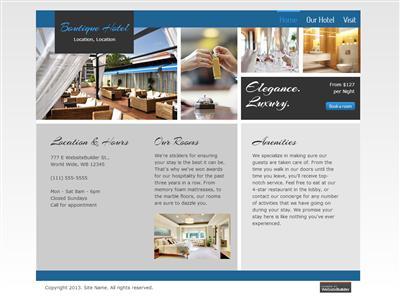 Home Our Hotel Visit
Boutique Hotel
Location, Location
Elegance.
Luxury.
From $127
per Night
Book a room
Location & Hours
777 E WebsiteBuilder St.,
World Wide, WB 12345
(111) 555-5555
Mon - Sat 8am - 6pm
Closed Sundays
Call for appointment
Our Rooms
We're sticklers for ensuring
your stay is the best it can be.
That's why we've won awards
for our hospitality for the past
three years in a row. From
memory foam mattresses, to
the marble floors, our rooms
are sure to dazzle you.
Amenities
We specialize in making sure our
guests are taken care of. From the
time you walk in our doors until the
time you leave, you'll receive top-
notch service. Feel free to eat at our
4-star restaurant in the lobby, or
contact our concierge for any number
of activities that we have going on
during your stay. We promise your
stay here is like nothing you've ever
experienced.
Copyright 2013. Site Name. All rights reserved.
WebsiteBuilder